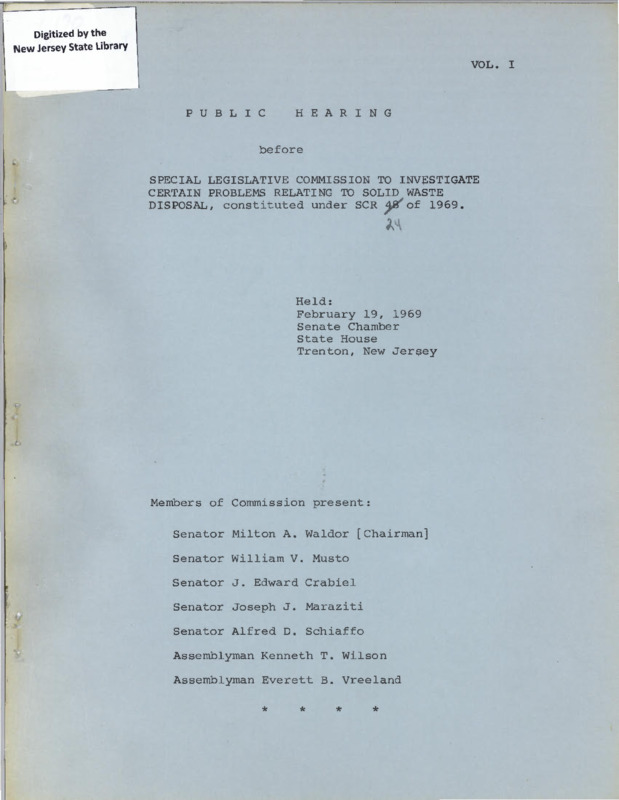 Digitized by the
New Jersey State Library
VOL. I
PUBLIC HEARING
before
SPECIAL LEGISLATIVE COMMISSION TO INVESTIGATE
CERTAIN PROBLEMS RELATING TO SOLID WASTE
DISPOSAL, constituted under SCR 48 of 1969.
24
Held:
February 19, 1969
Senate Chamber
State House
Trenton, New Jersey
Members of Commission present:
Senator Milton A. Waldor [Chairman]
Senator William V. Musto
Senator J. Edward Crabiel
Senator Joseph J. Maraziti
Senator Alfred D. Schiaffo
Assemblyman Kenneth T. Wilson
Assemblyman Everett B. Vreeland
* * * *